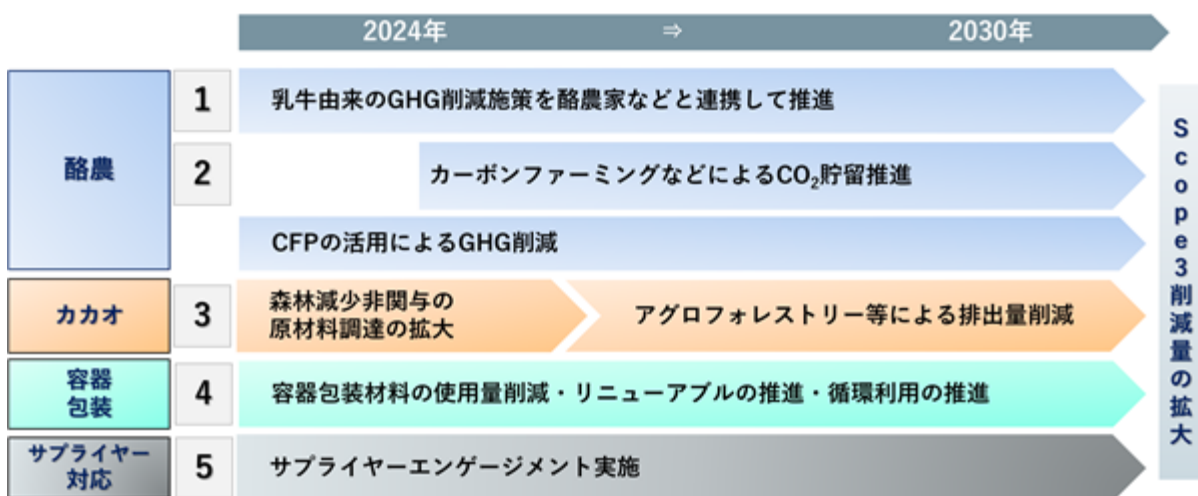 2024年 ⇒ 2030年
酪農
1
乳牛由来のGHG削減施策を酪農家などと連携して推進
2
カーボンファーミングなどによるCO₂貯留推進
CFPの活用によるGHG削減
カカオ
3
森林減少非関与の
原材料調達の拡大
アグロフォレストリー等による排出量削減
容器
包装
4
容器包装材料の使用量削減・リニューアブルの推進・循環利用の推進
サプライヤー
対応
5
サプライヤーエンゲージメント実施
Scope3削減量の拡大